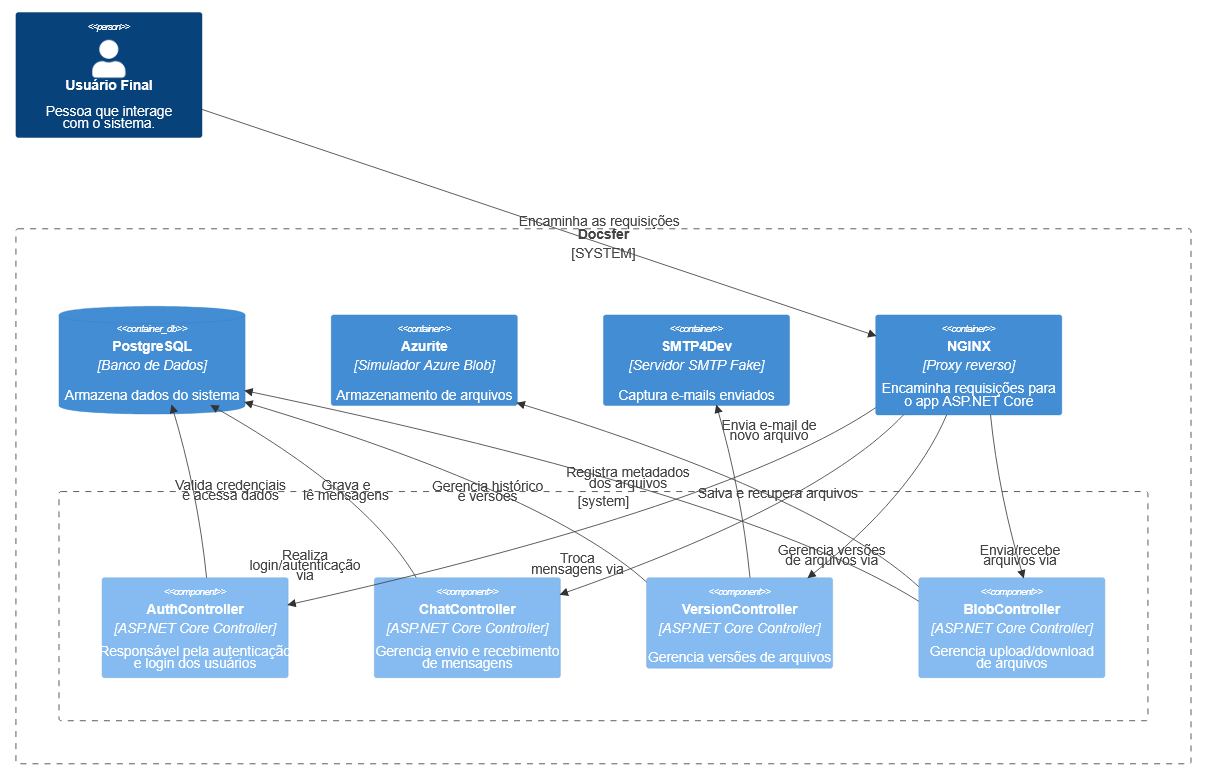 <<person>>
Usuário Final
Pessoa que interage
com o sistema.
Encaminha as requisições
Docsfer
[SYSTEM]
<<container_db>>
PostgreSQL
[Banco de Dados]
Armazena dados do sistema
<<container>>
Azurite
[Simulador Azure Blob]
Armazenamento de arquivos
<<container>>
SMTP4Dev
[Servidor SMTP Fake]
Captura e-mails enviados
<<container>>
NGINX
[Proxy reverso]
Encaminha requisições para
o app ASP.NET Core
Envia e-mail de
novo arquivo
Valida credenciais
e acessa dados
Grava e
lê mensagens
Gerencia histórico
e versões
Registra metadados
dos arquivos
Salva e recupera arquivos
[system]
Realiza
login/autenticação
via
Troca
mensagens via
Gerencia versões
de arquivos via
Envia/recebe
arquivos via
<<component>>
AuthController
[ASP.NET Core Controller]
Responsável pela autenticação
e login dos usuários
<<component>>
ChatController
[ASP.NET Core Controller]
Gerencia envio e recebimento
de mensagens
<<component>>
VersionController
[ASP.NET Core Controller]
Gerencia versões de arquivos
<<component>>
BlobController
[ASP.NET Core Controller]
Gerencia upload/download
de arquivos